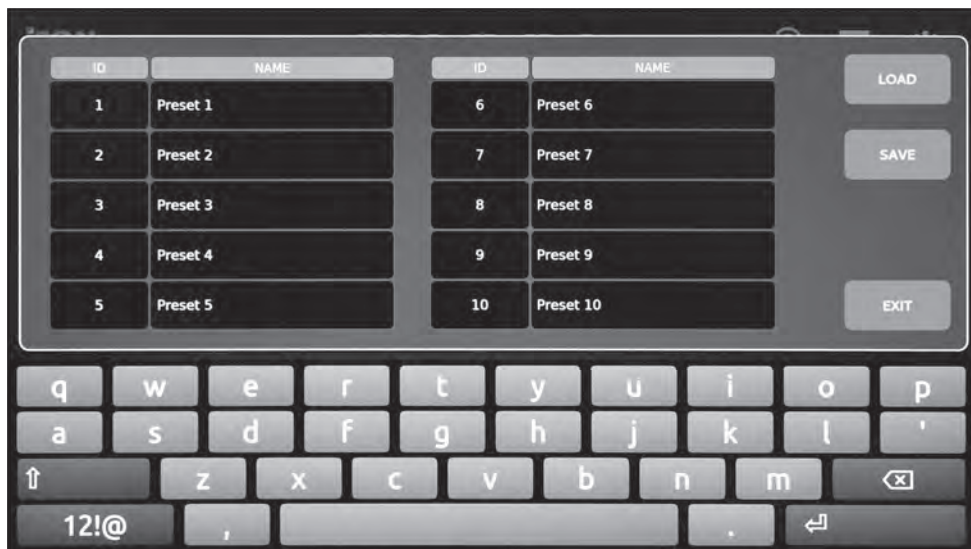 ID NAME ID NAME LOAD
1 Preset 1 6 Preset 6
2 Preset 2 7 Preset 7 SAVE
3 Preset 3 8 Preset 8
4 Preset 4 9 Preset 9
5 Preset 5 10 Preset 10 EXIT
q w e r t y u i o p
a s d f g h j k l '
z x c v b n m
12!@ , .